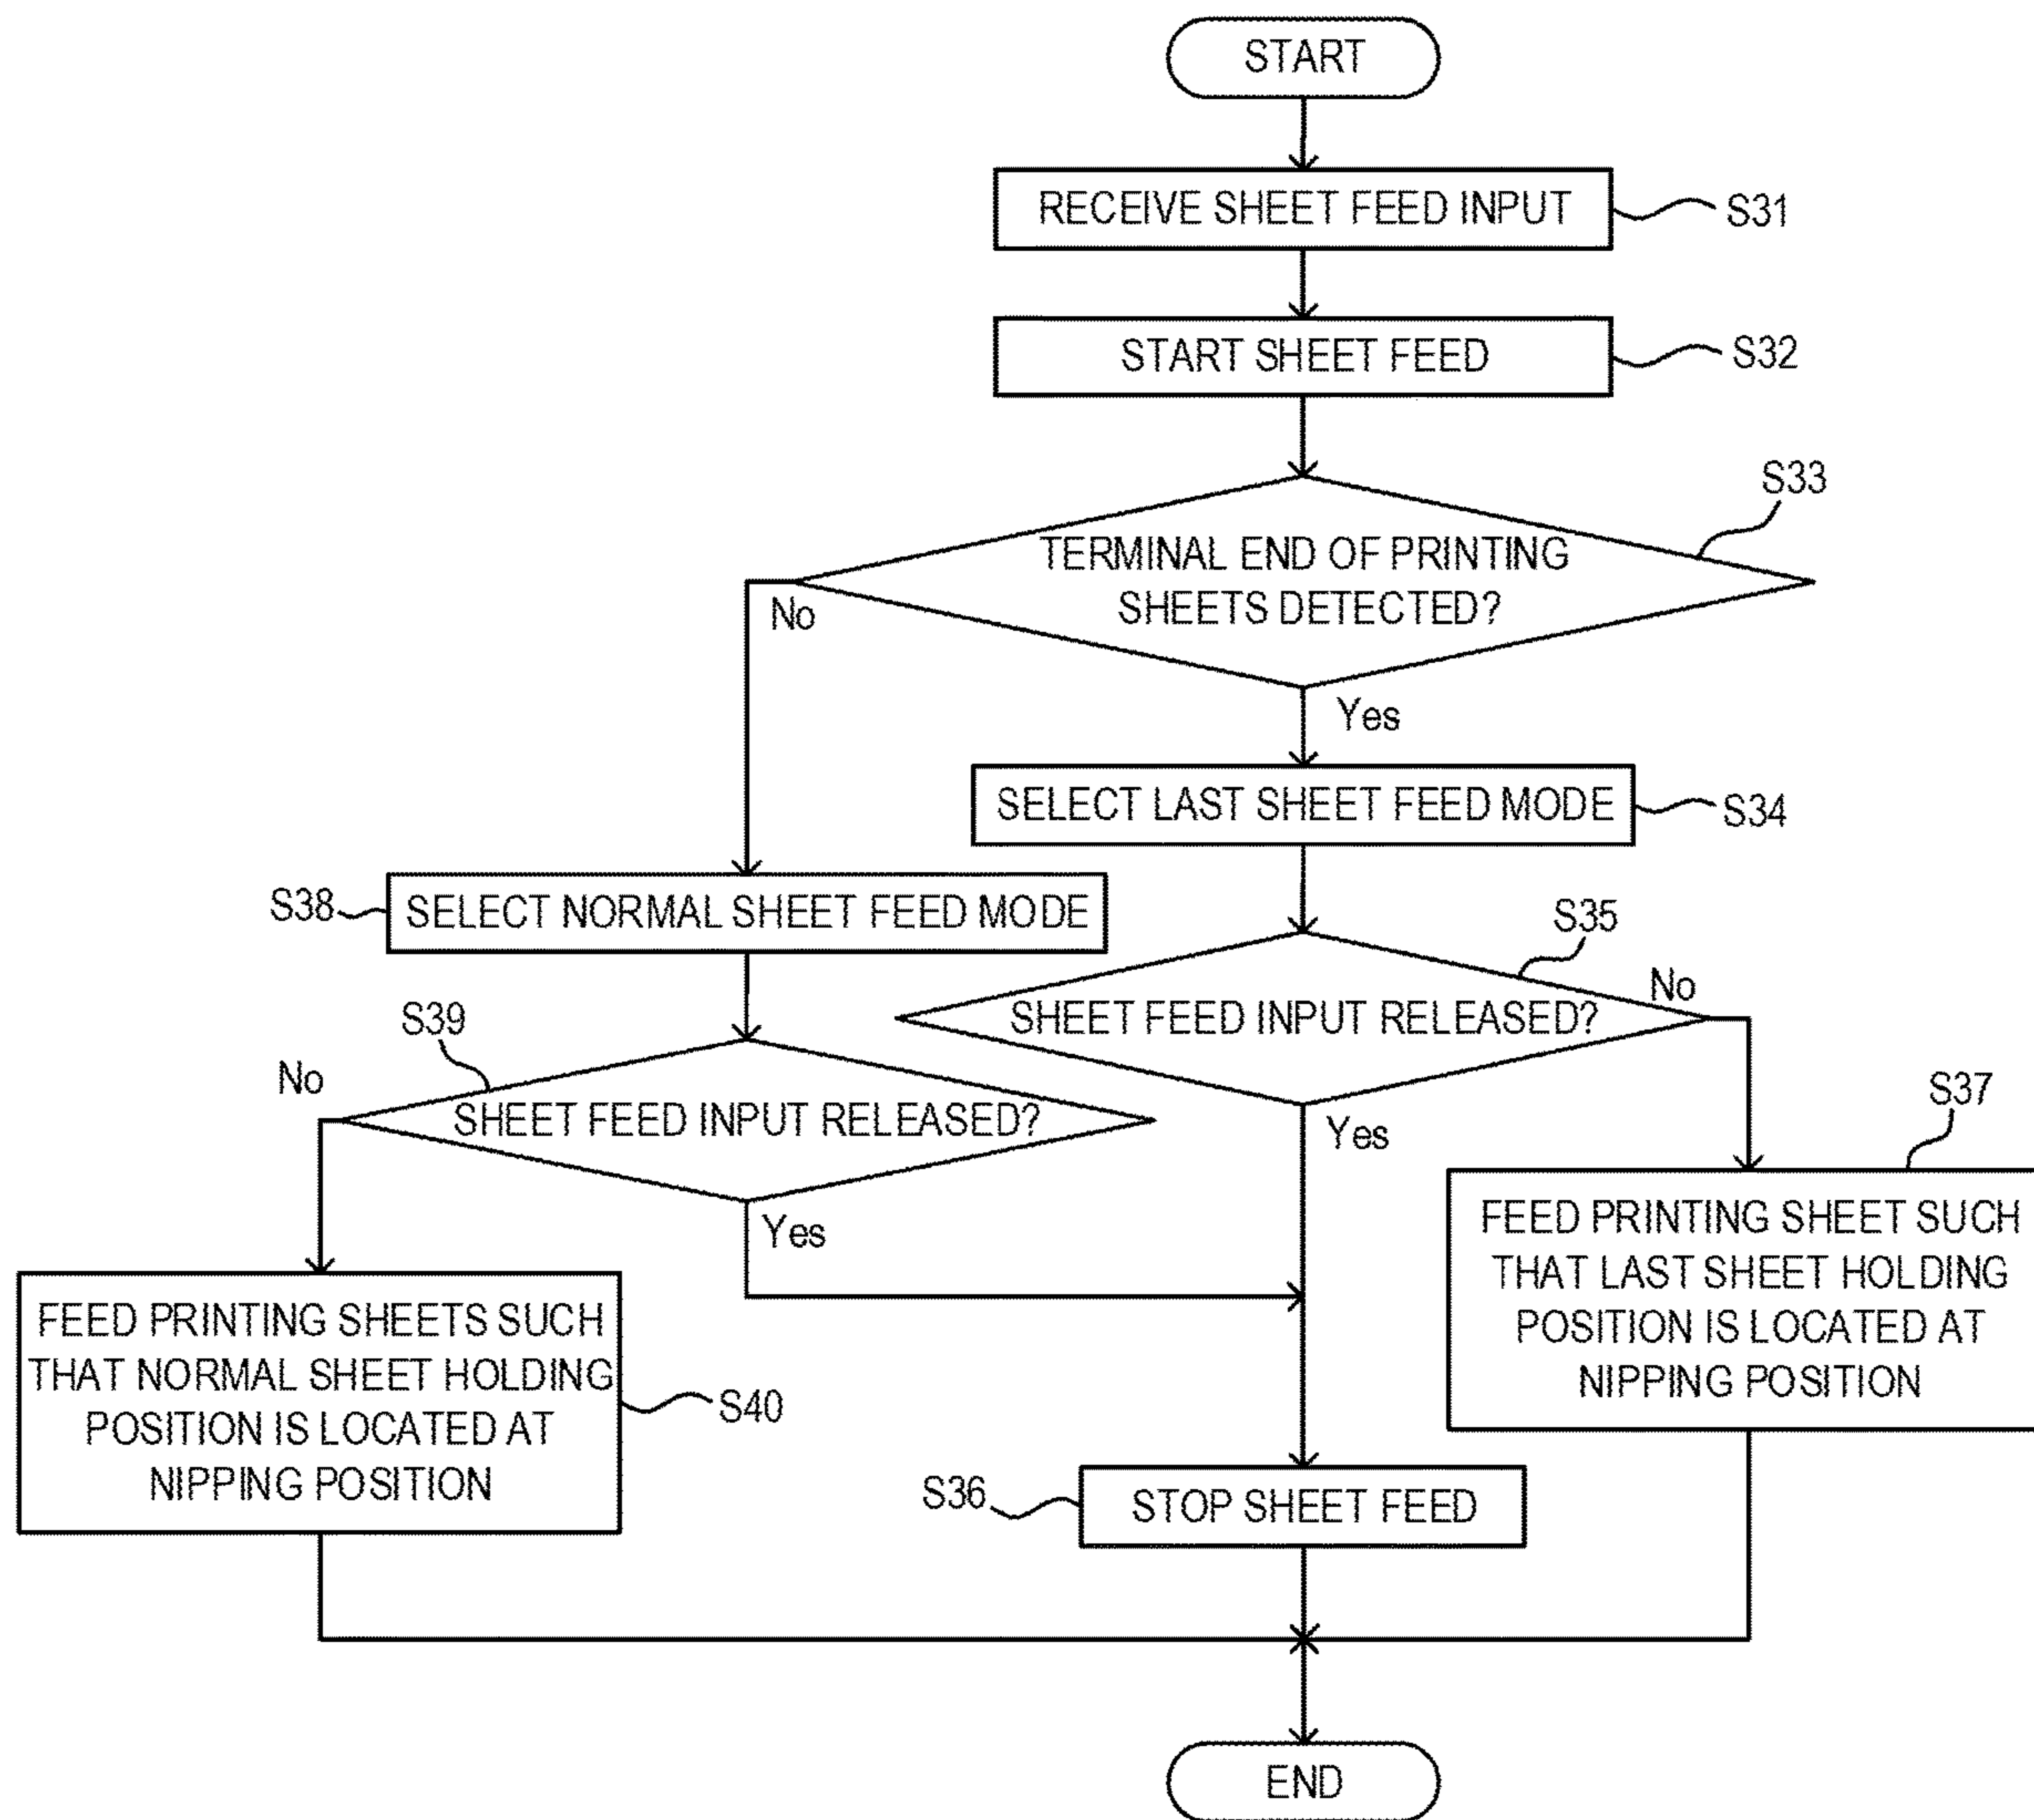 START
RECEIVE SHEET FEED INPUT
S31
START SHEET FEED
S32
S33
TERMINAL END OF PRINTING
SHEETS DETECTED?
No
Yes
SELECT LAST SHEET FEED MODE
S34
S38
SELECT NORMAL SHEET FEED MODE
S35
SHEET FEED INPUT RELEASED?
No
S39
No
SHEET FEED INPUT RELEASED?
Yes
S37
Yes
FEED PRINTING SHEET SUCH
THAT LAST SHEET HOLDING
POSITION IS LOCATED AT
NIPPING POSITION
FEED PRINTING SHEETS SUCH
THAT NORMAL SHEET HOLDING
POSITION IS LOCATED AT
NIPPING POSITION
S40
S36
STOP SHEET FEED
END